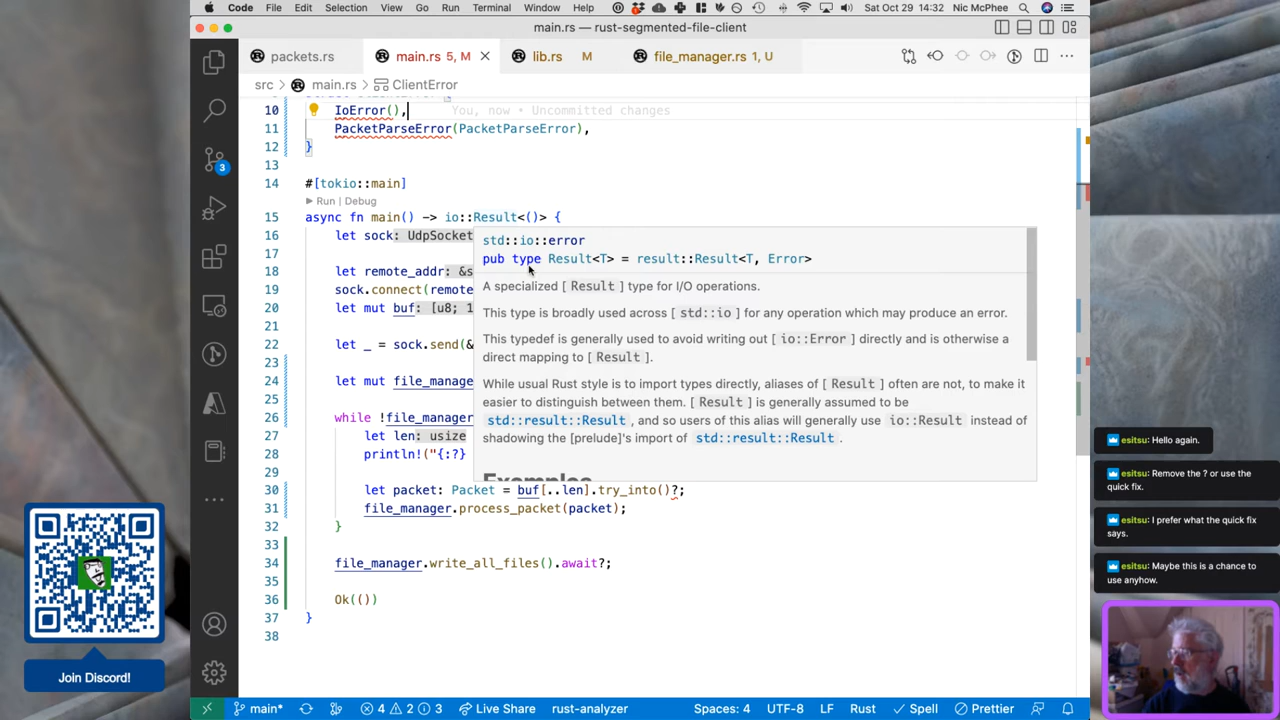 Code File Edit Selection View Go Run Terminal Window Help Sat Oct 29 14:32 Nic McPhee
main.rs — rust-segmented-file-client
packets.rs main.rs 5, M lib.rs M file_manager.rs 1, U
src > main.rs > ClientError
10 IoError(), You, now • Uncommitted changes
11 PacketParseError(PacketParseError),
12 }
13
14 #[tokio::main]
Run | Debug
15 async fn main() -> io::Result<()> {
16 let sock: UdpSocket
17
18 let remote_addr: &s
19 sock.connect(remote
20 let mut buf: [u8; 1
21
22 let _ = sock.send(&
23
24 let mut file_manage
25
26 while !file_manager
27 let len: usize
28 println!("{:?}
29
30 let packet: Packet = buf[..len].try_into()?;
31 file_manager.process_packet(packet);
32 }
33
34 file_manager.write_all_files().await?;
35
36 Ok(())
37 }
38
std::io::error
pub type Result<T> = result::Result<T, Error>
A specialized [ Result ] type for I/O operations.
This type is broadly used across [ std::io ] for any operation which may produce an error.
This typedef is generally used to avoid writing out [ io::Error ] directly and is otherwise a
direct mapping to [ Result ].
While usual Rust style is to import types directly, aliases of [ Result ] often are not, to make it
easier to distinguish between them. [ Result ] is generally assumed to be
std::result::Result , and so users of this alias will generally use io::Result instead of
shadowing the [prelude]'s import of std::result::Result .
Examples
esitsu: Hello again.
esitsu: Remove the ? or use the
quick fix.
esitsu: I prefer what the quick fix
says.
esitsu: Maybe this is a chance to
use anyhow.
3
Join Discord!
main* 4 2 3 Live Share rust-analyzer Spaces: 4 UTF-8 LF Rust Spell Prettier